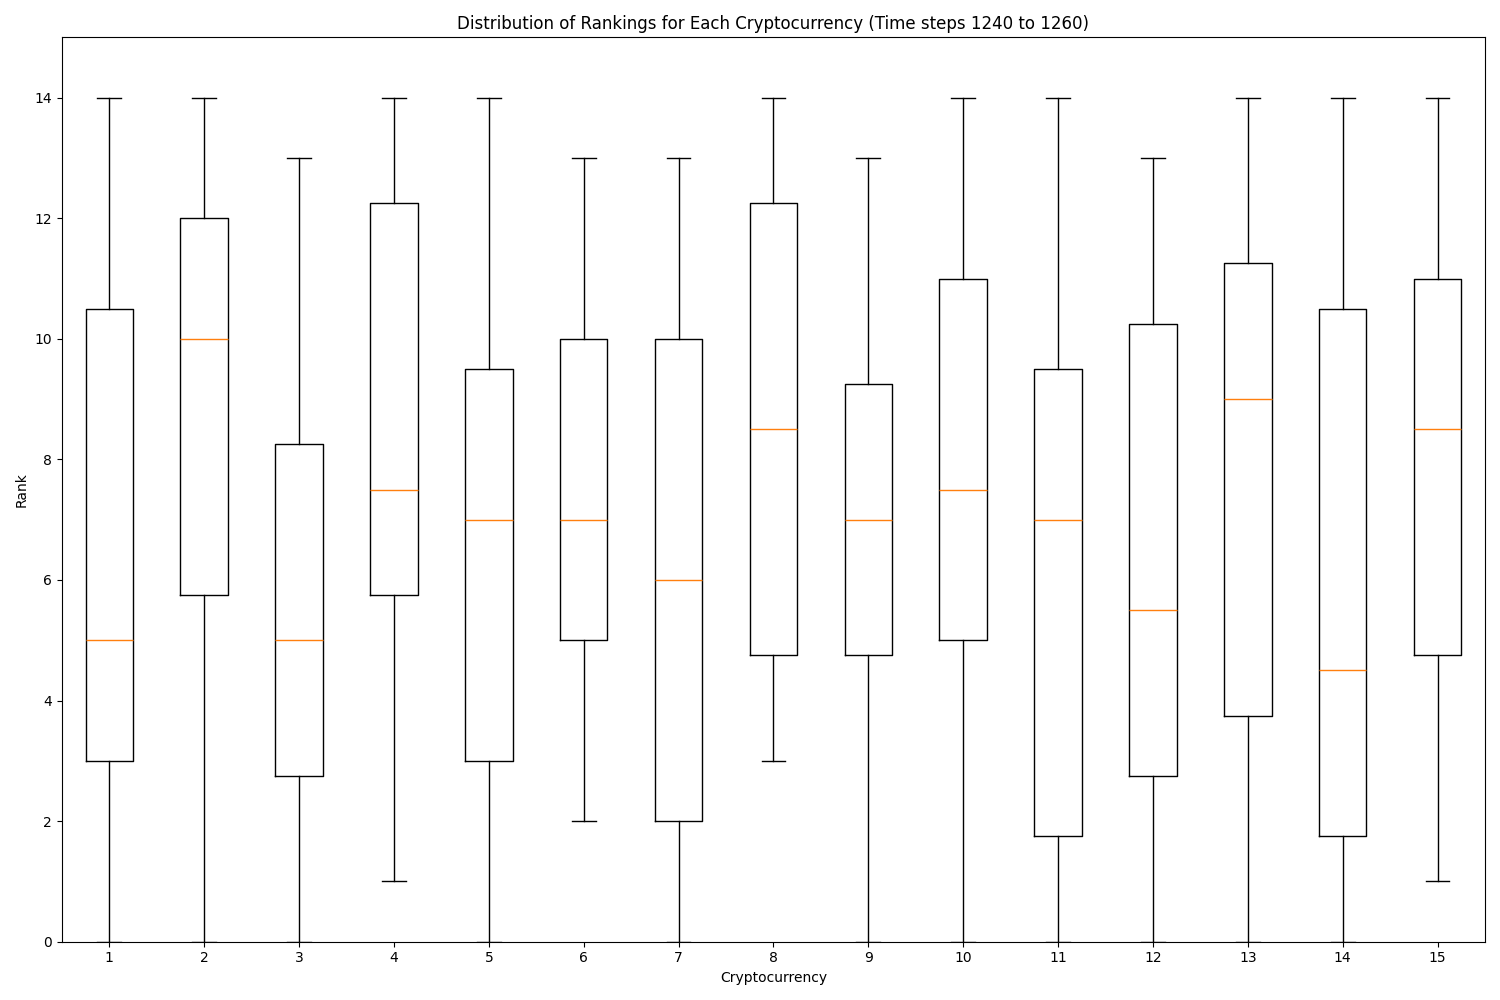 Distribution of Rankings for Each Cryptocurrency (Time steps 1240 to 1260)
14
12
10
8
6
4
2
0
Rank
1 2 3 4 5 6 7 8 9 10 11 12 13 14 15
Cryptocurrency